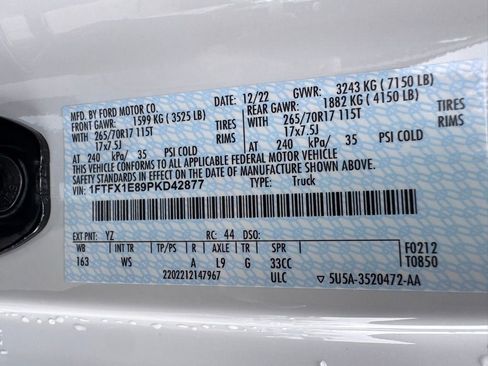 MFD. BY FORD MOTOR CO. 12/22 GVWR: 3243 KG ( 7150 LB)
FRONT GAWR: 1599 KG ( 3525 LB) REAR GAWR: 1882 KG ( 4150 LB)
WITH 265/70R17 115T WITH 265/70R17 115T
17x7.5J 17x7.5J
AT 240 kPa/ 35 PSI COLD AT 240 kPa/ 35 PSI COLD
THIS VEHICLE CONFORMS TO ALL APPLICABLE FEDERAL MOTOR VEHICLE
SAFETY STANDARDS IN EFFECT ON THE DATE OF MANUFACTURE SHOWN ABOVE.
VIN: 1FTFX1E89PKD42877 TYPE: Truck
EXT PNT: YZ RC: 44 DSO:
WB INT TR TP/PS R AXLE TR SPR F0212
163 WS A L9 G 33CC T0850
2202212147967 ULC 5U5A-3520472-AA